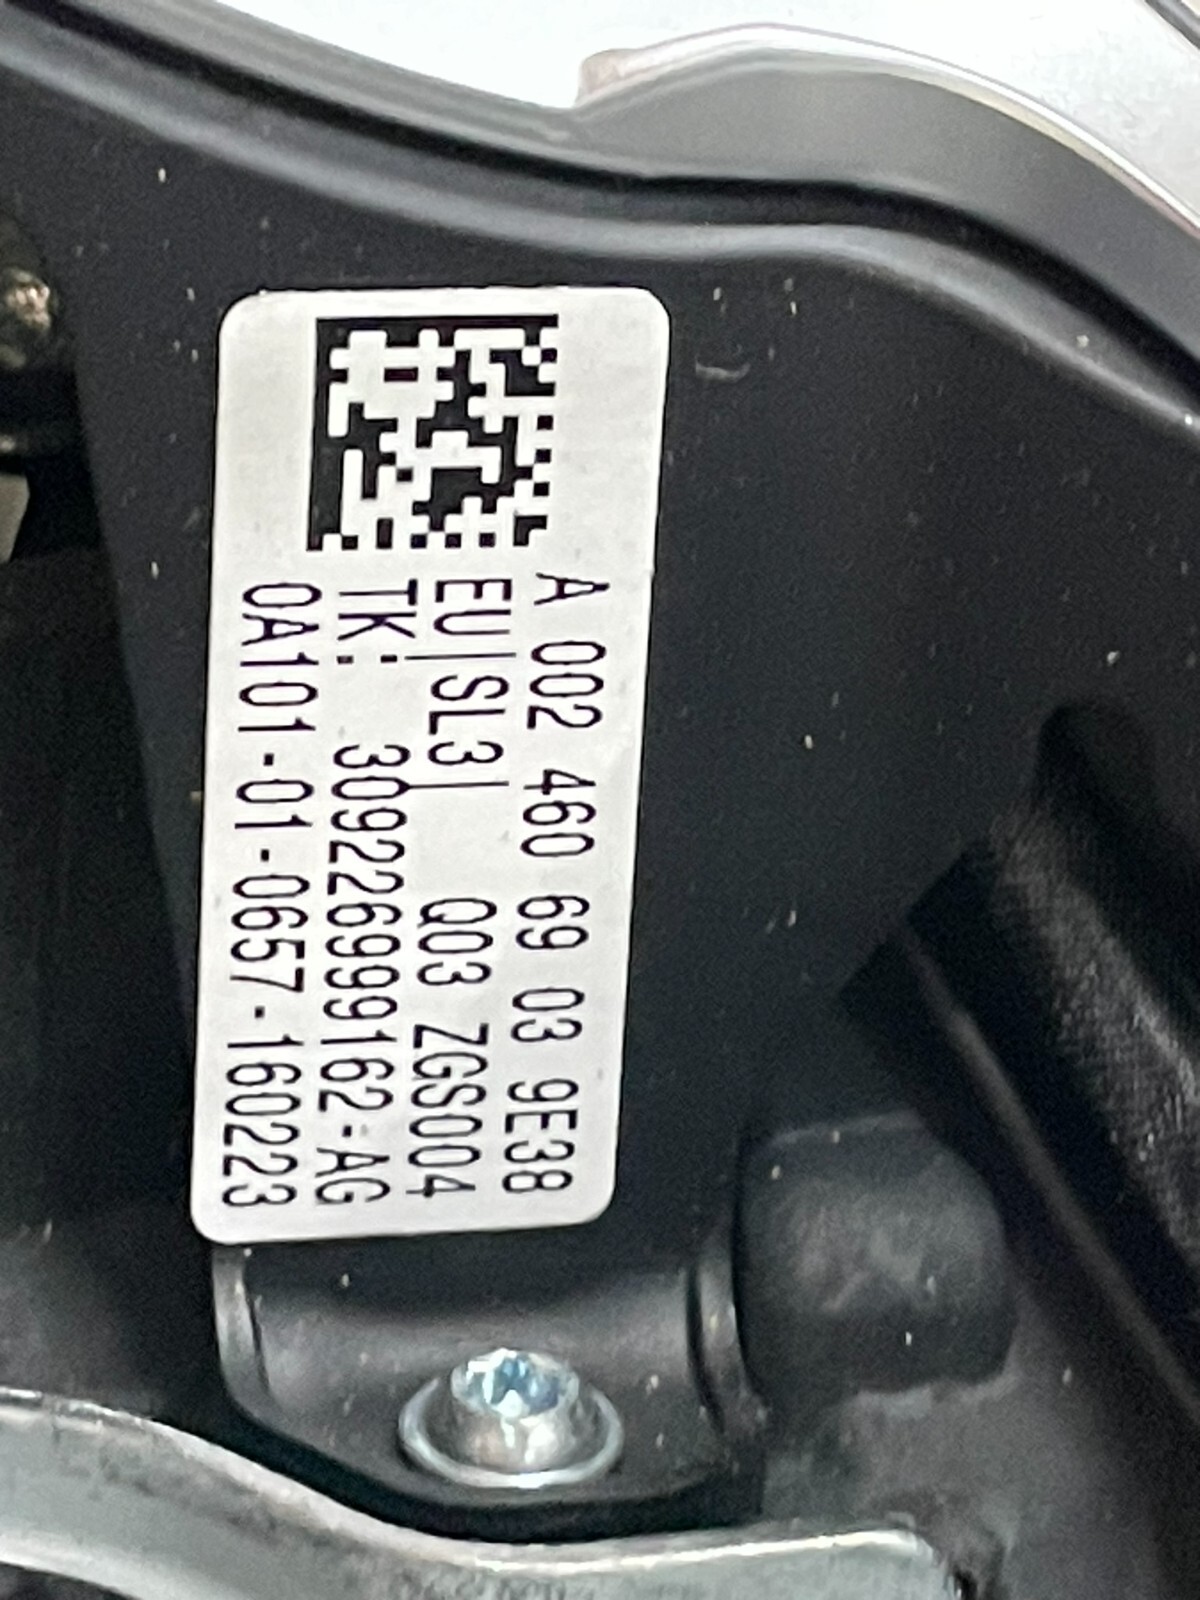 A 002 460 69 03 9E38
EU|SL3| Q03 ZGS004
TK: 309226999162-AG
0A101-01-0657-160223